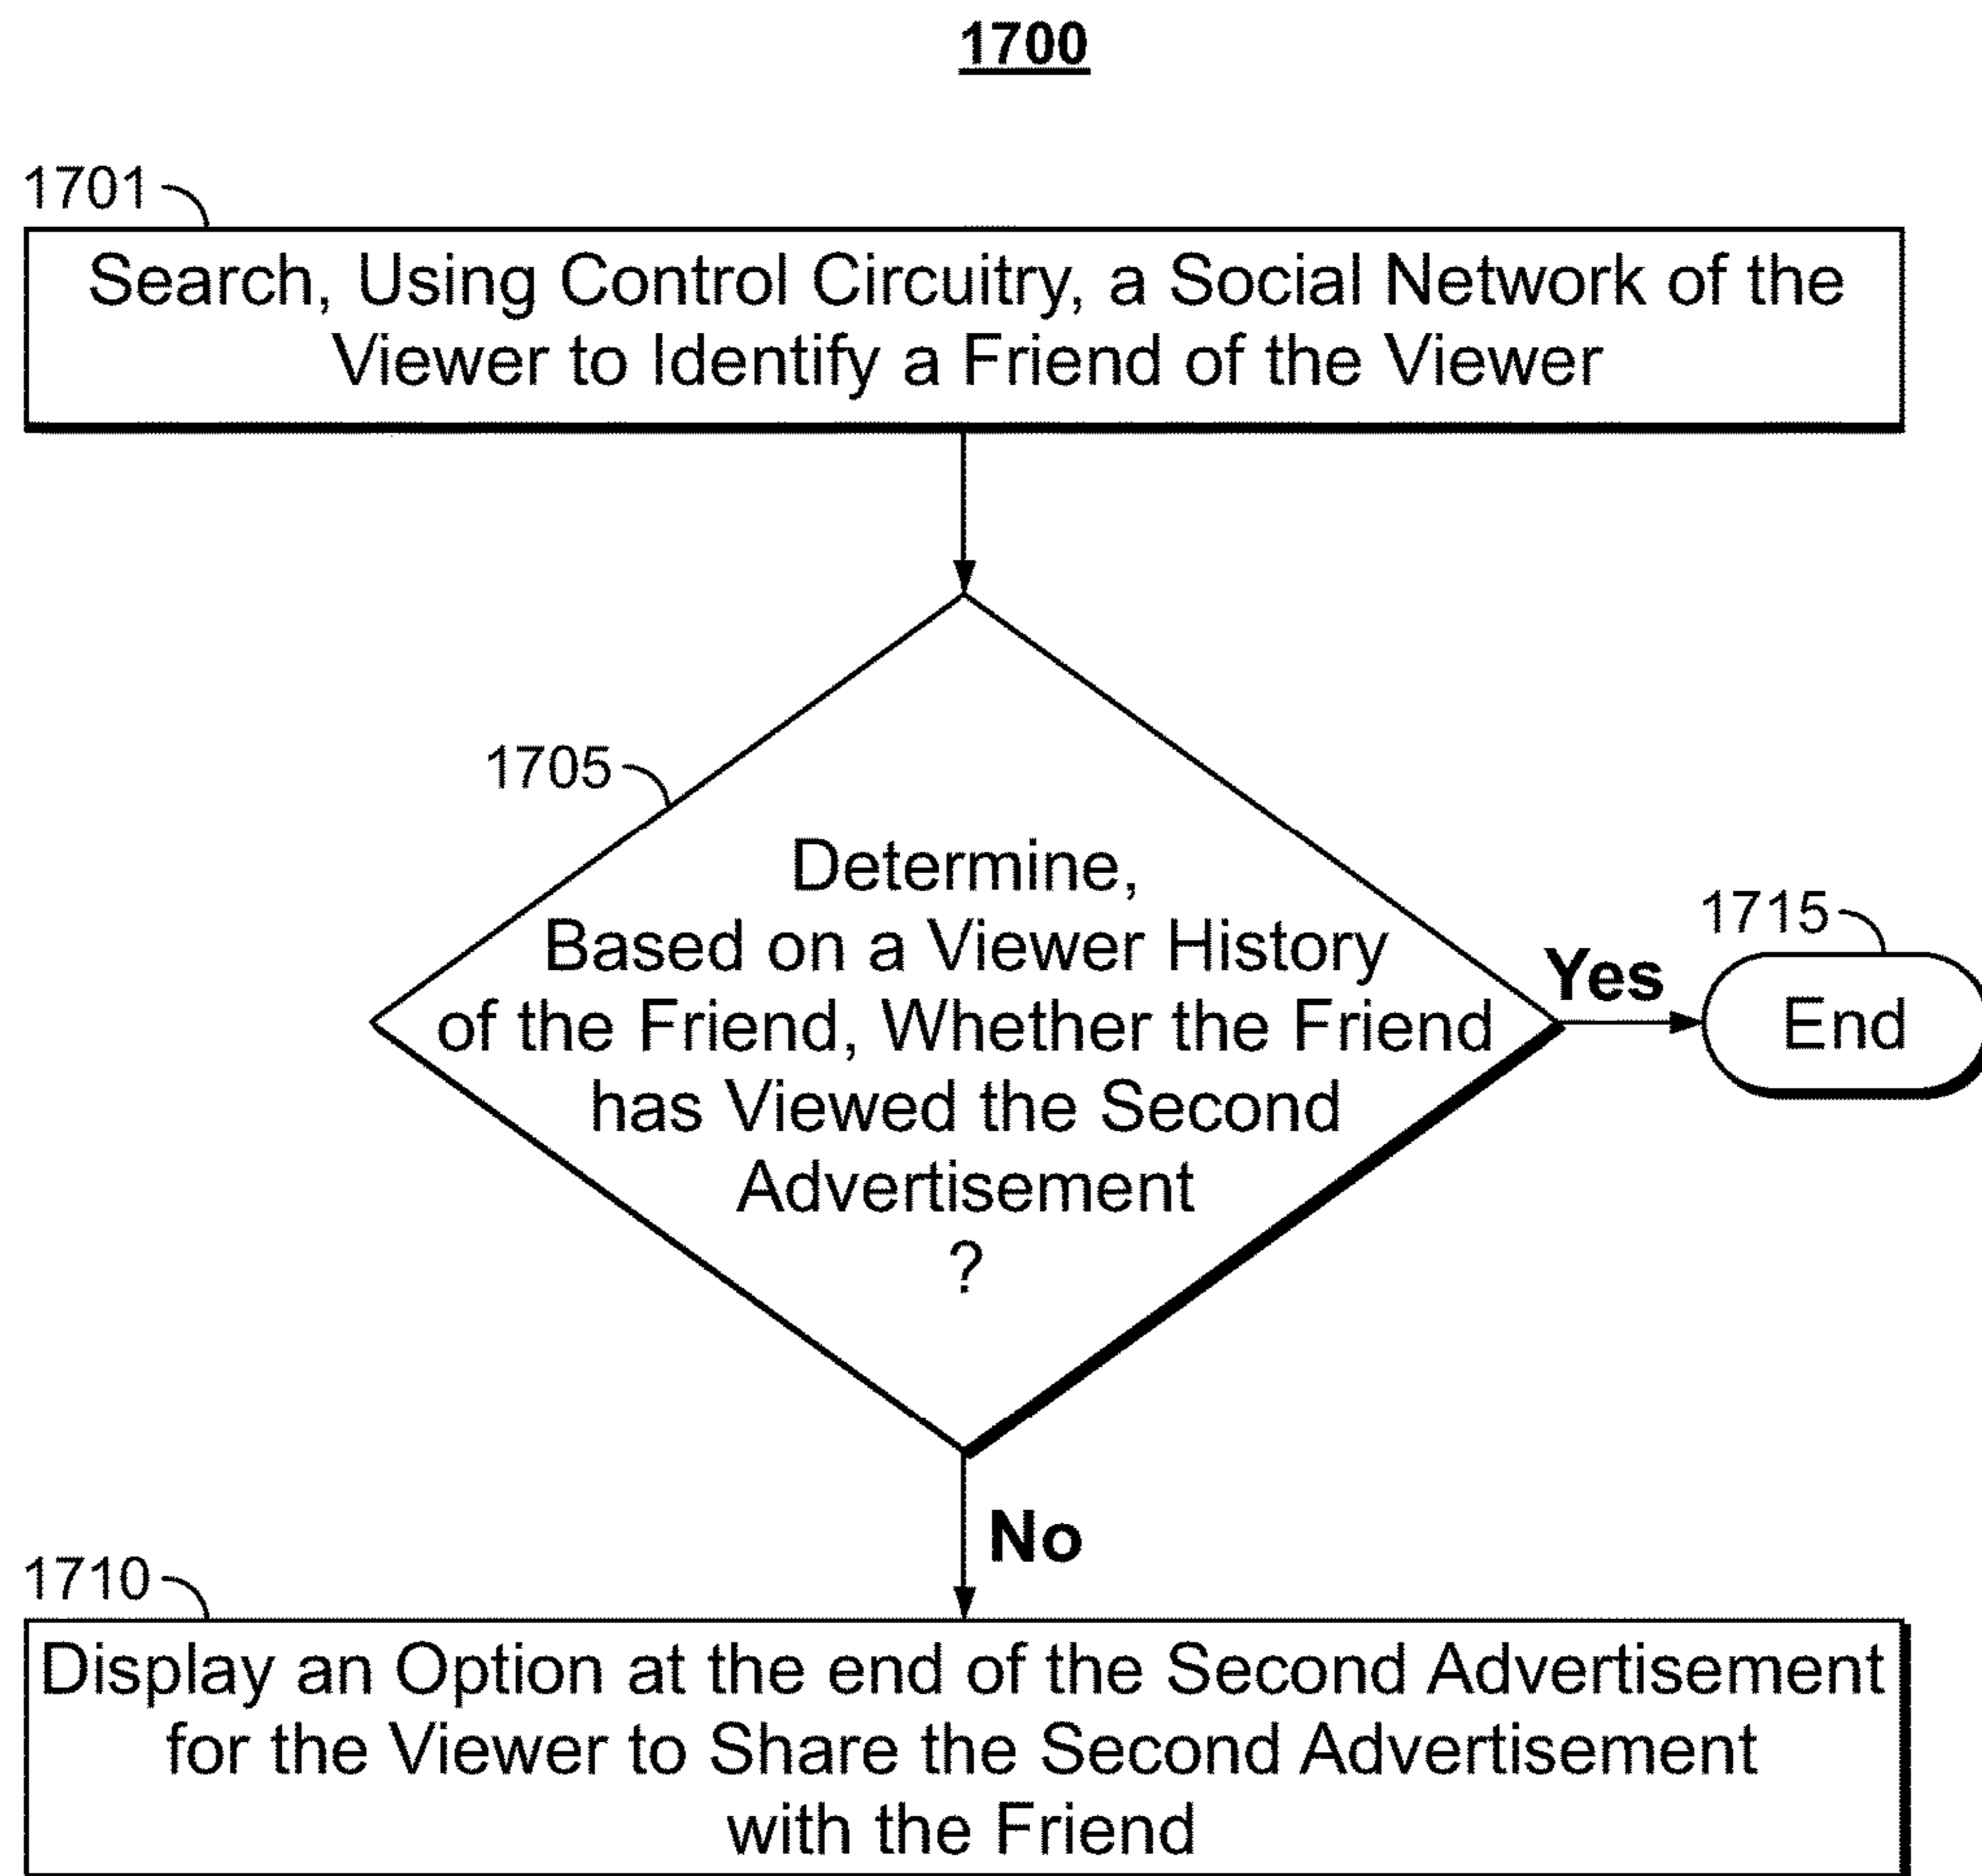 1700
1701
Search, Using Control Circuitry, a Social Network of the
Viewer to Identify a Friend of the Viewer
1705
Determine,
Based on a Viewer History
of the Friend, Whether the Friend
has Viewed the Second
Advertisement
?
Yes
1715
End
No
1710
Display an Option at the end of the Second Advertisement
for the Viewer to Share the Second Advertisement
with the Friend